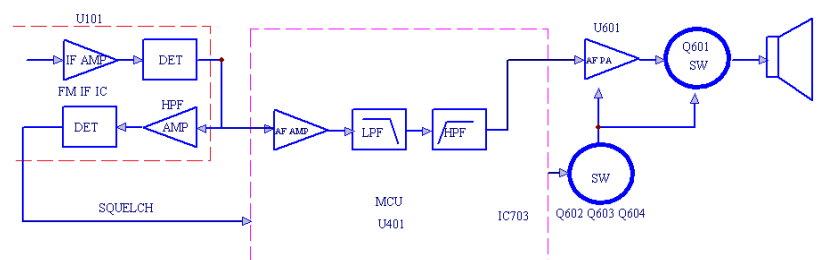 U101
IF AMP
DET
FM IF IC
HPF
DET
AMP
SQUELCH
AF AMP
LPF
HPF
MCU
U401
IC703
U601
AF PA
Q601
SW
SW
Q602 Q603 Q604